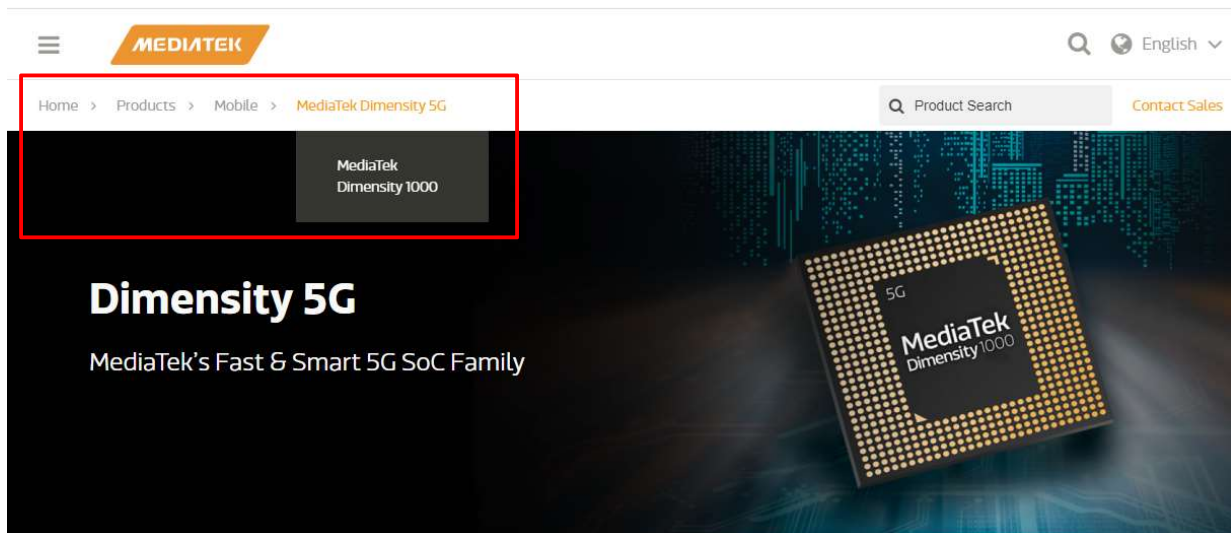 MEDIATEK
English
Home > Products > Mobile > MediaTek Dimensity 5G
Product Search
Contact Sales
MediaTek
Dimensity 1000
Dimensity 5G
MediaTek's Fast & Smart 5G SoC Family
5G
MediaTek
Dimensity 1000